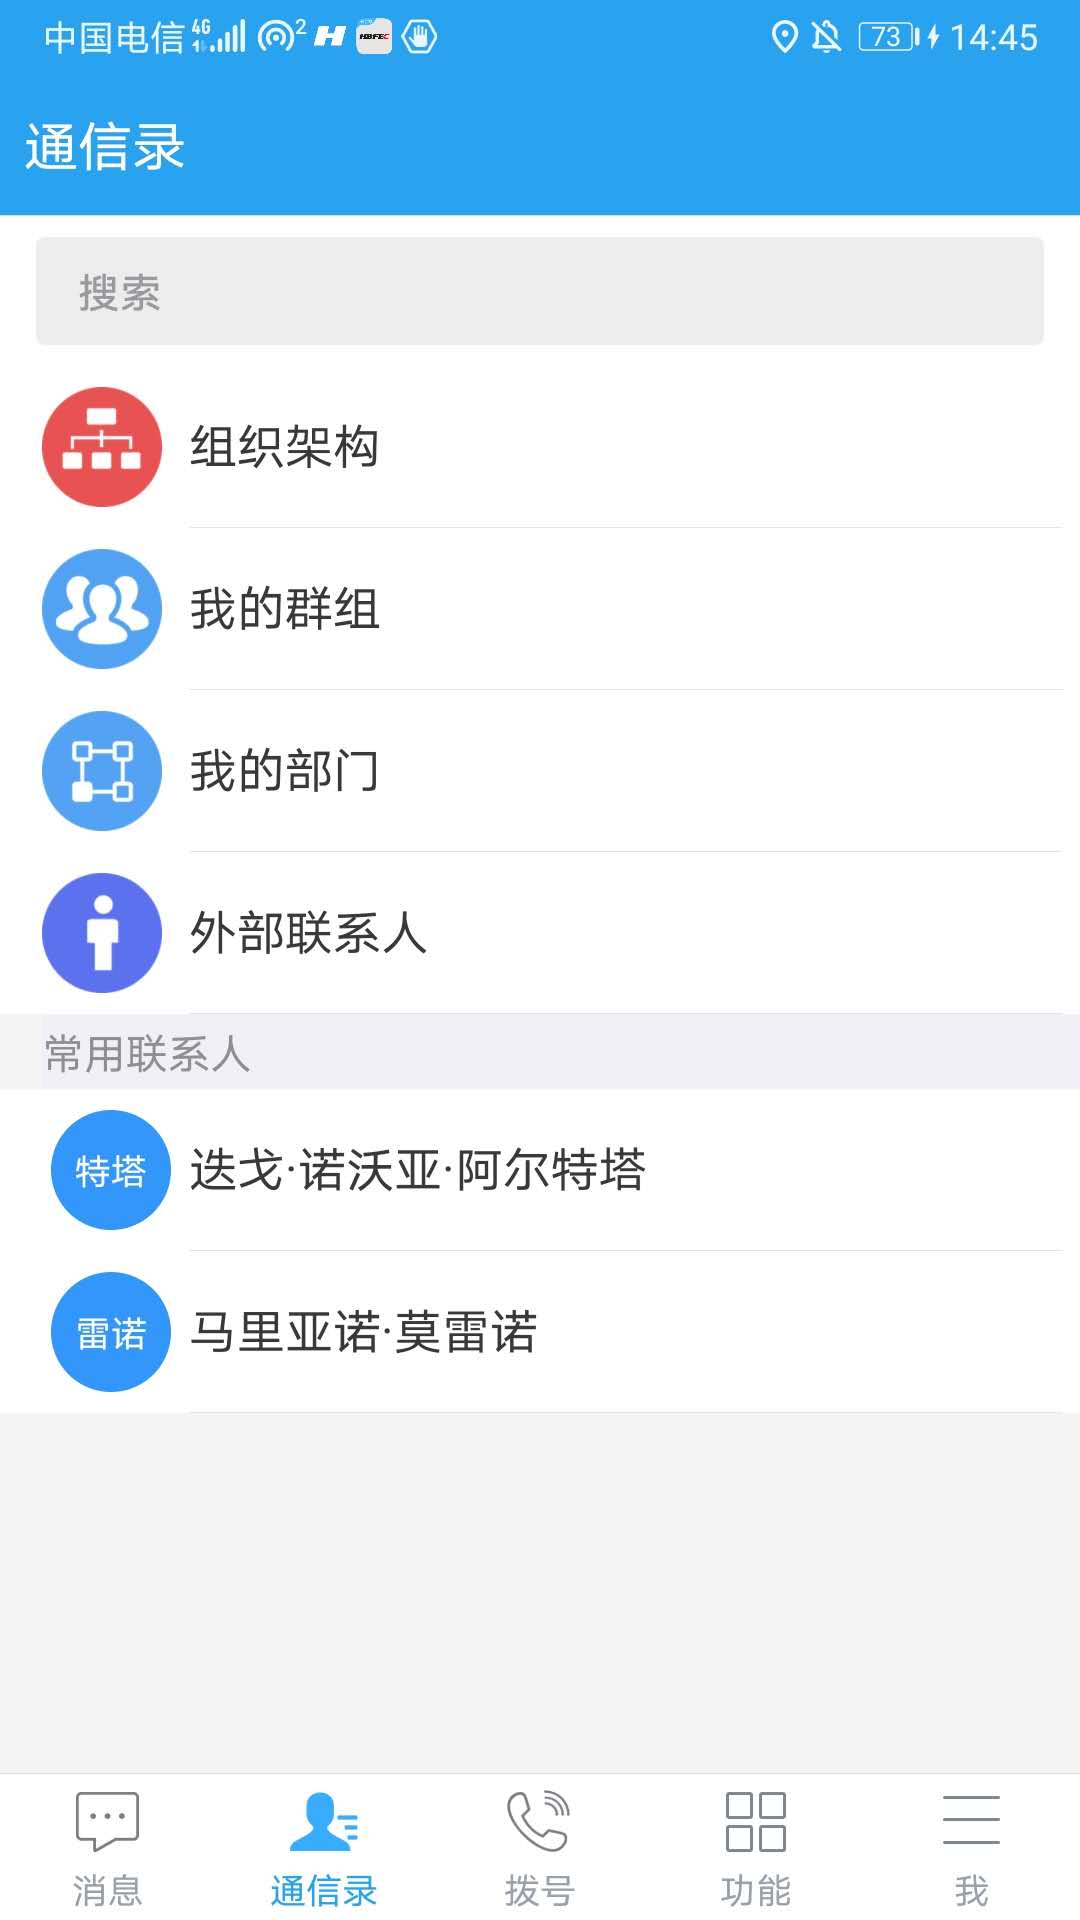 中国电信 4G 2 H HBFEC 73 14:45
通信录
搜索
组织架构
我的群组
我的部门
外部联系人
常用联系人
特塔 迭戈·诺沃亚·阿尔特塔
雷诺 马里亚诺·莫雷诺
消息 通信录 拨号 功能 我